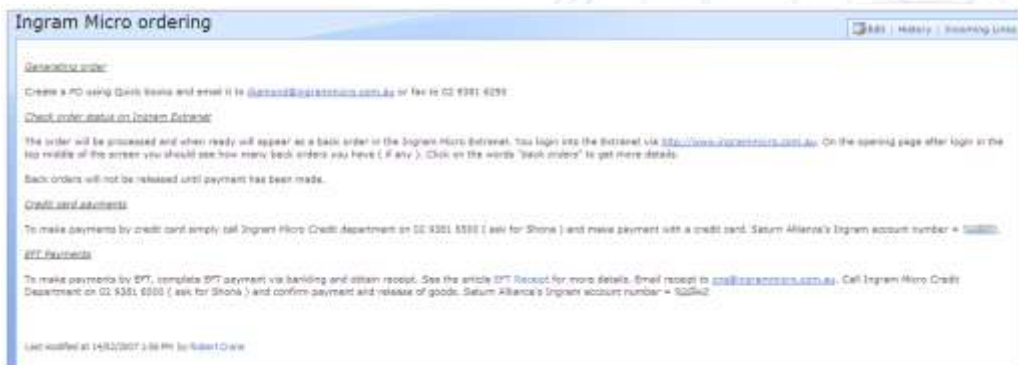 Ingram Micro ordering
Edit | History | Incoming Links
Generating order
Create a PO using Quick books and email it to diamond@ingrammicro.com.au or fax to 02 9381
Check order status on Ingram Extranet
The order will be processed and when ready will appear as a back order in the Ingram Micro Extranet. You login into the Extranet via http://www.ingrammicro.com.au. On the opening page after login in the
top middle of the screen you should see how many back orders you have ( if any ). Click on the words "back orders" to get more details.
Back orders will not be released until payment has been made.
Credit card payments
To make payments by credit card simply call Ingram Micro Credit department on 02 9381 ( ask for Shona ) and make payment with a credit card. Saturn Alliance's Ingram account number =
EFT Payments
To make payments by EFT, complete EFT payment via banking and obtain receipt. See the article EFT Receipt for more details. Email receipt to Call Ingram Micro Credit
Department on 02 9381 ( ask for Shona ) and confirm payment and release of goods. Saturn Alliance's Ingram account number =
Last modified at 14/02/2007 by Robert Crane